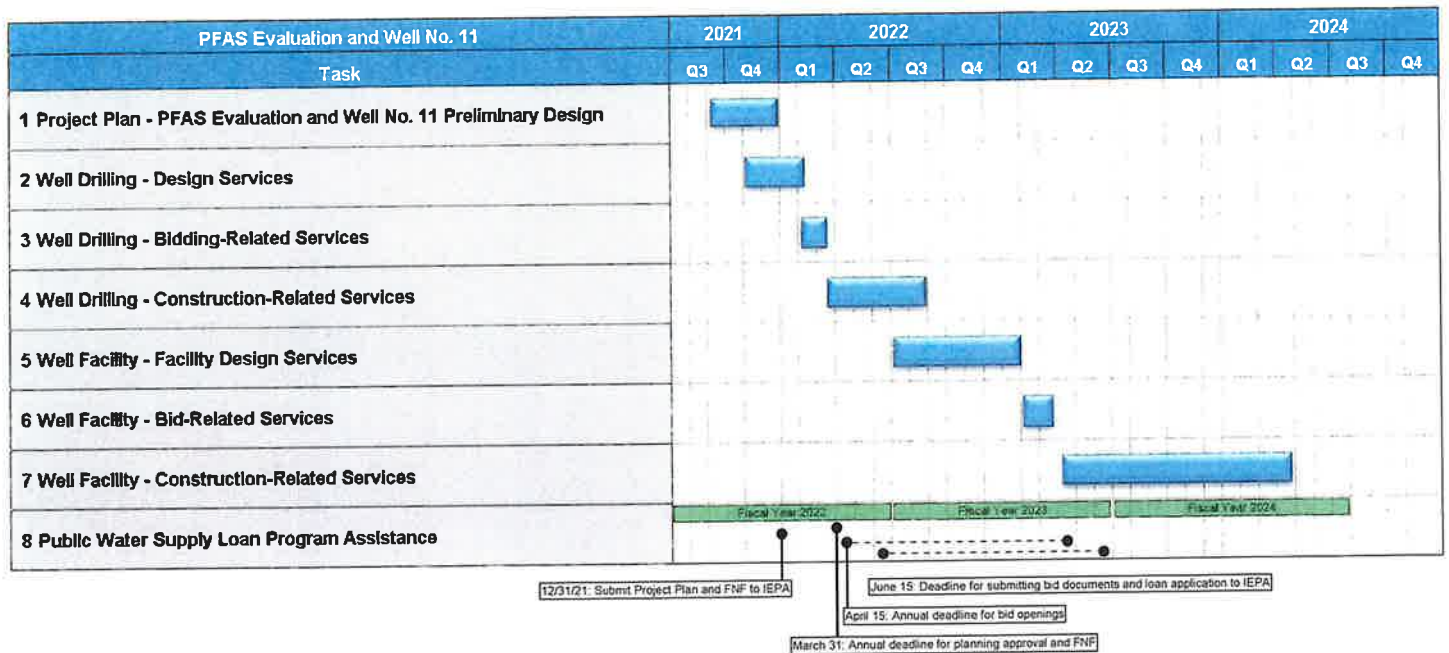 PFAS Evaluation and Well No. 11
2021 2022 2023 2024
Task
Q3 Q4 Q1 Q2 Q3 Q4 Q1 Q2 Q3 Q4 Q1 Q2 Q3 Q4
1 Project Plan - PFAS Evaluation and Well No. 11 Preliminary Design
2 Well Drilling - Design Services
3 Well Drilling - Bidding-Related Services
4 Well Drilling - Construction-Related Services
5 Well Facility - Facility Design Services
6 Well Facility - Bid-Related Services
7 Well Facility - Construction-Related Services
Fiscal Year 2022 Fiscal Year 2023 Fiscal Year 2024
8 Public Water Supply Loan Program Assistance
12/31/21: Submit Project Plan and FNF to IEPA
June 15: Deadline for submitting bid documents and loan application to IEPA
April 15: Annual deadline for bid openings
March 31: Annual deadline for planning approval and FNF